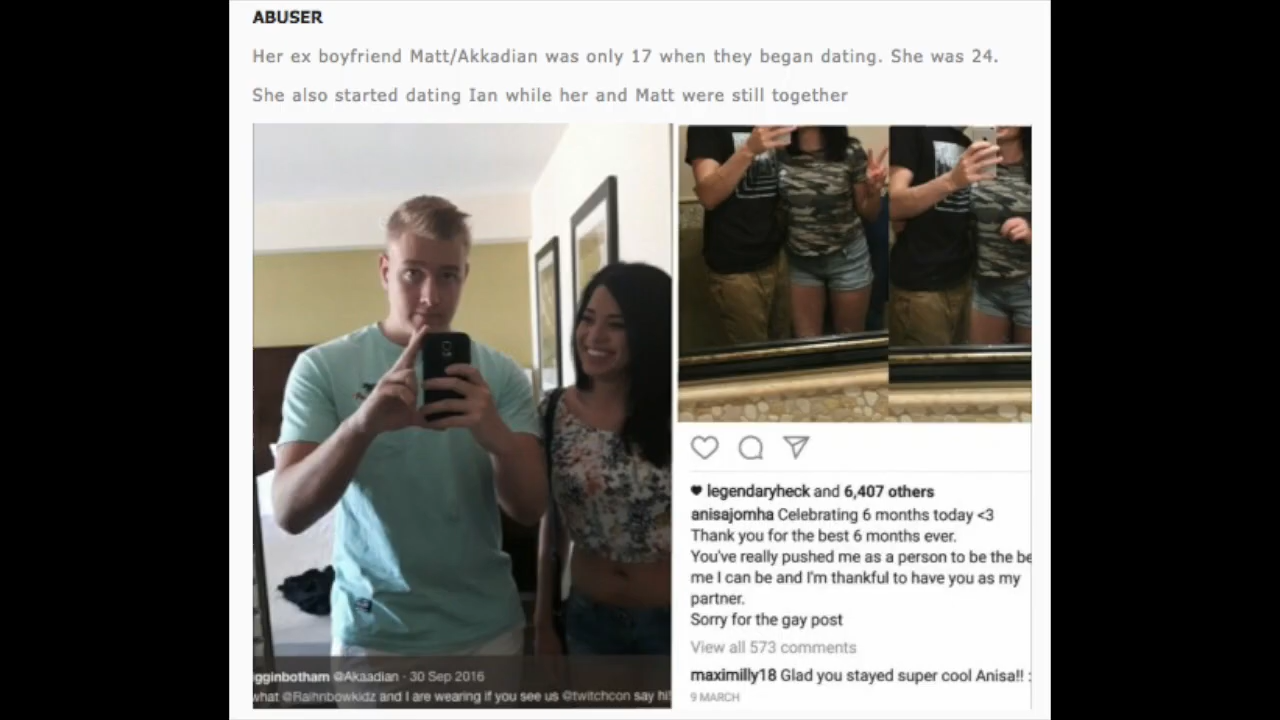 ABUSER
Her ex boyfriend Matt/Akkadian was only 17 when they began dating. She was 24.
She also started dating Ian while her and Matt were still together
igginbotham @Akaadian · 30 Sep 2016
what @Raihnbowkidz and I are wearing if you see us @twitchcon say hi!
legendaryheck and 6,407 others
anisajomha Celebrating 6 months today <3
Thank you for the best 6 months ever.
You've really pushed me as a person to be the be
me I can be and I'm thankful to have you as my
partner.
Sorry for the gay post
View all 573 comments
maximilly18 Glad you stayed super cool Anisa!! :
9 MARCH